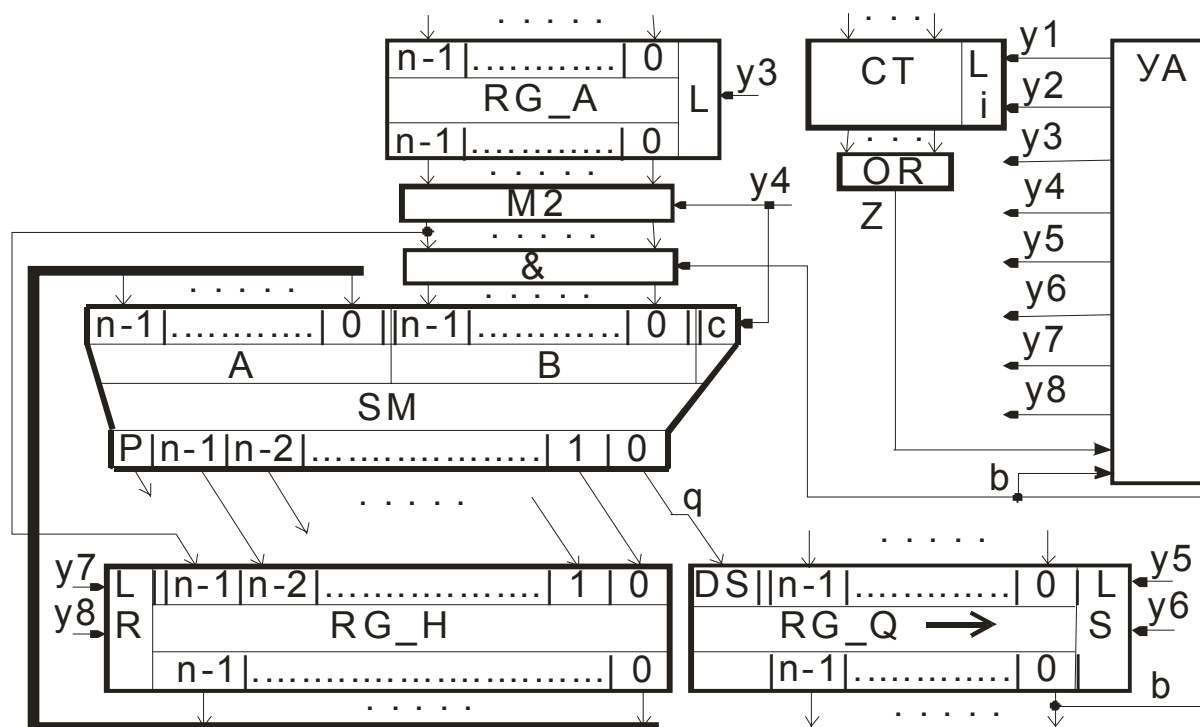 . . . . .
. . .
n-1|............|0
RG_A
L
y3
n-1|............|0
. . . . .
CT
L
i
. . .
OR
Z
y1
y2
y3
y4
y5
y6
y7
y8
УА
b
M2
y4
. . . . .
&
. . . . .
. . . . .
n-1|............|0||n-1|............|0||c
A
B
SM
P|n-1|n-2|...................|1|0
. . . . .
q
. . . . .
y7
y8
L
R
||n-1|n-2|...................|1|0
RG_H
n-1|..............................|0
. . . . .
DS||n-1|............|0|L
RG_Q
S
n-1|............|0
y5
y6
b
. . . . .